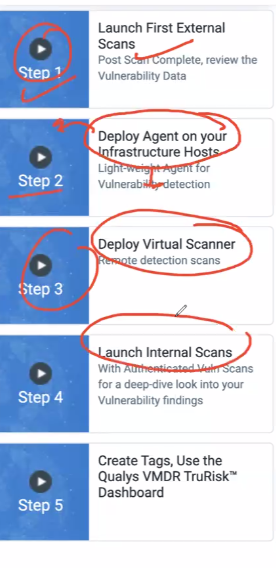 Step 1
Launch First External
Scans
Post Scan Complete, review the
Vulnerability Data
Step 2
Deploy Agent on your
Infrastructure Hosts
Light-weight Agent for
Vulnerability detection
Step 3
Deploy Virtual Scanner
Remote detection scans
Step 4
Launch Internal Scans
With Authenticated Vuln Scans
for a deep-dive look into your
Vulnerability findings
Step 5
Create Tags, Use the
Qualys VMDR TruRisk™
Dashboard